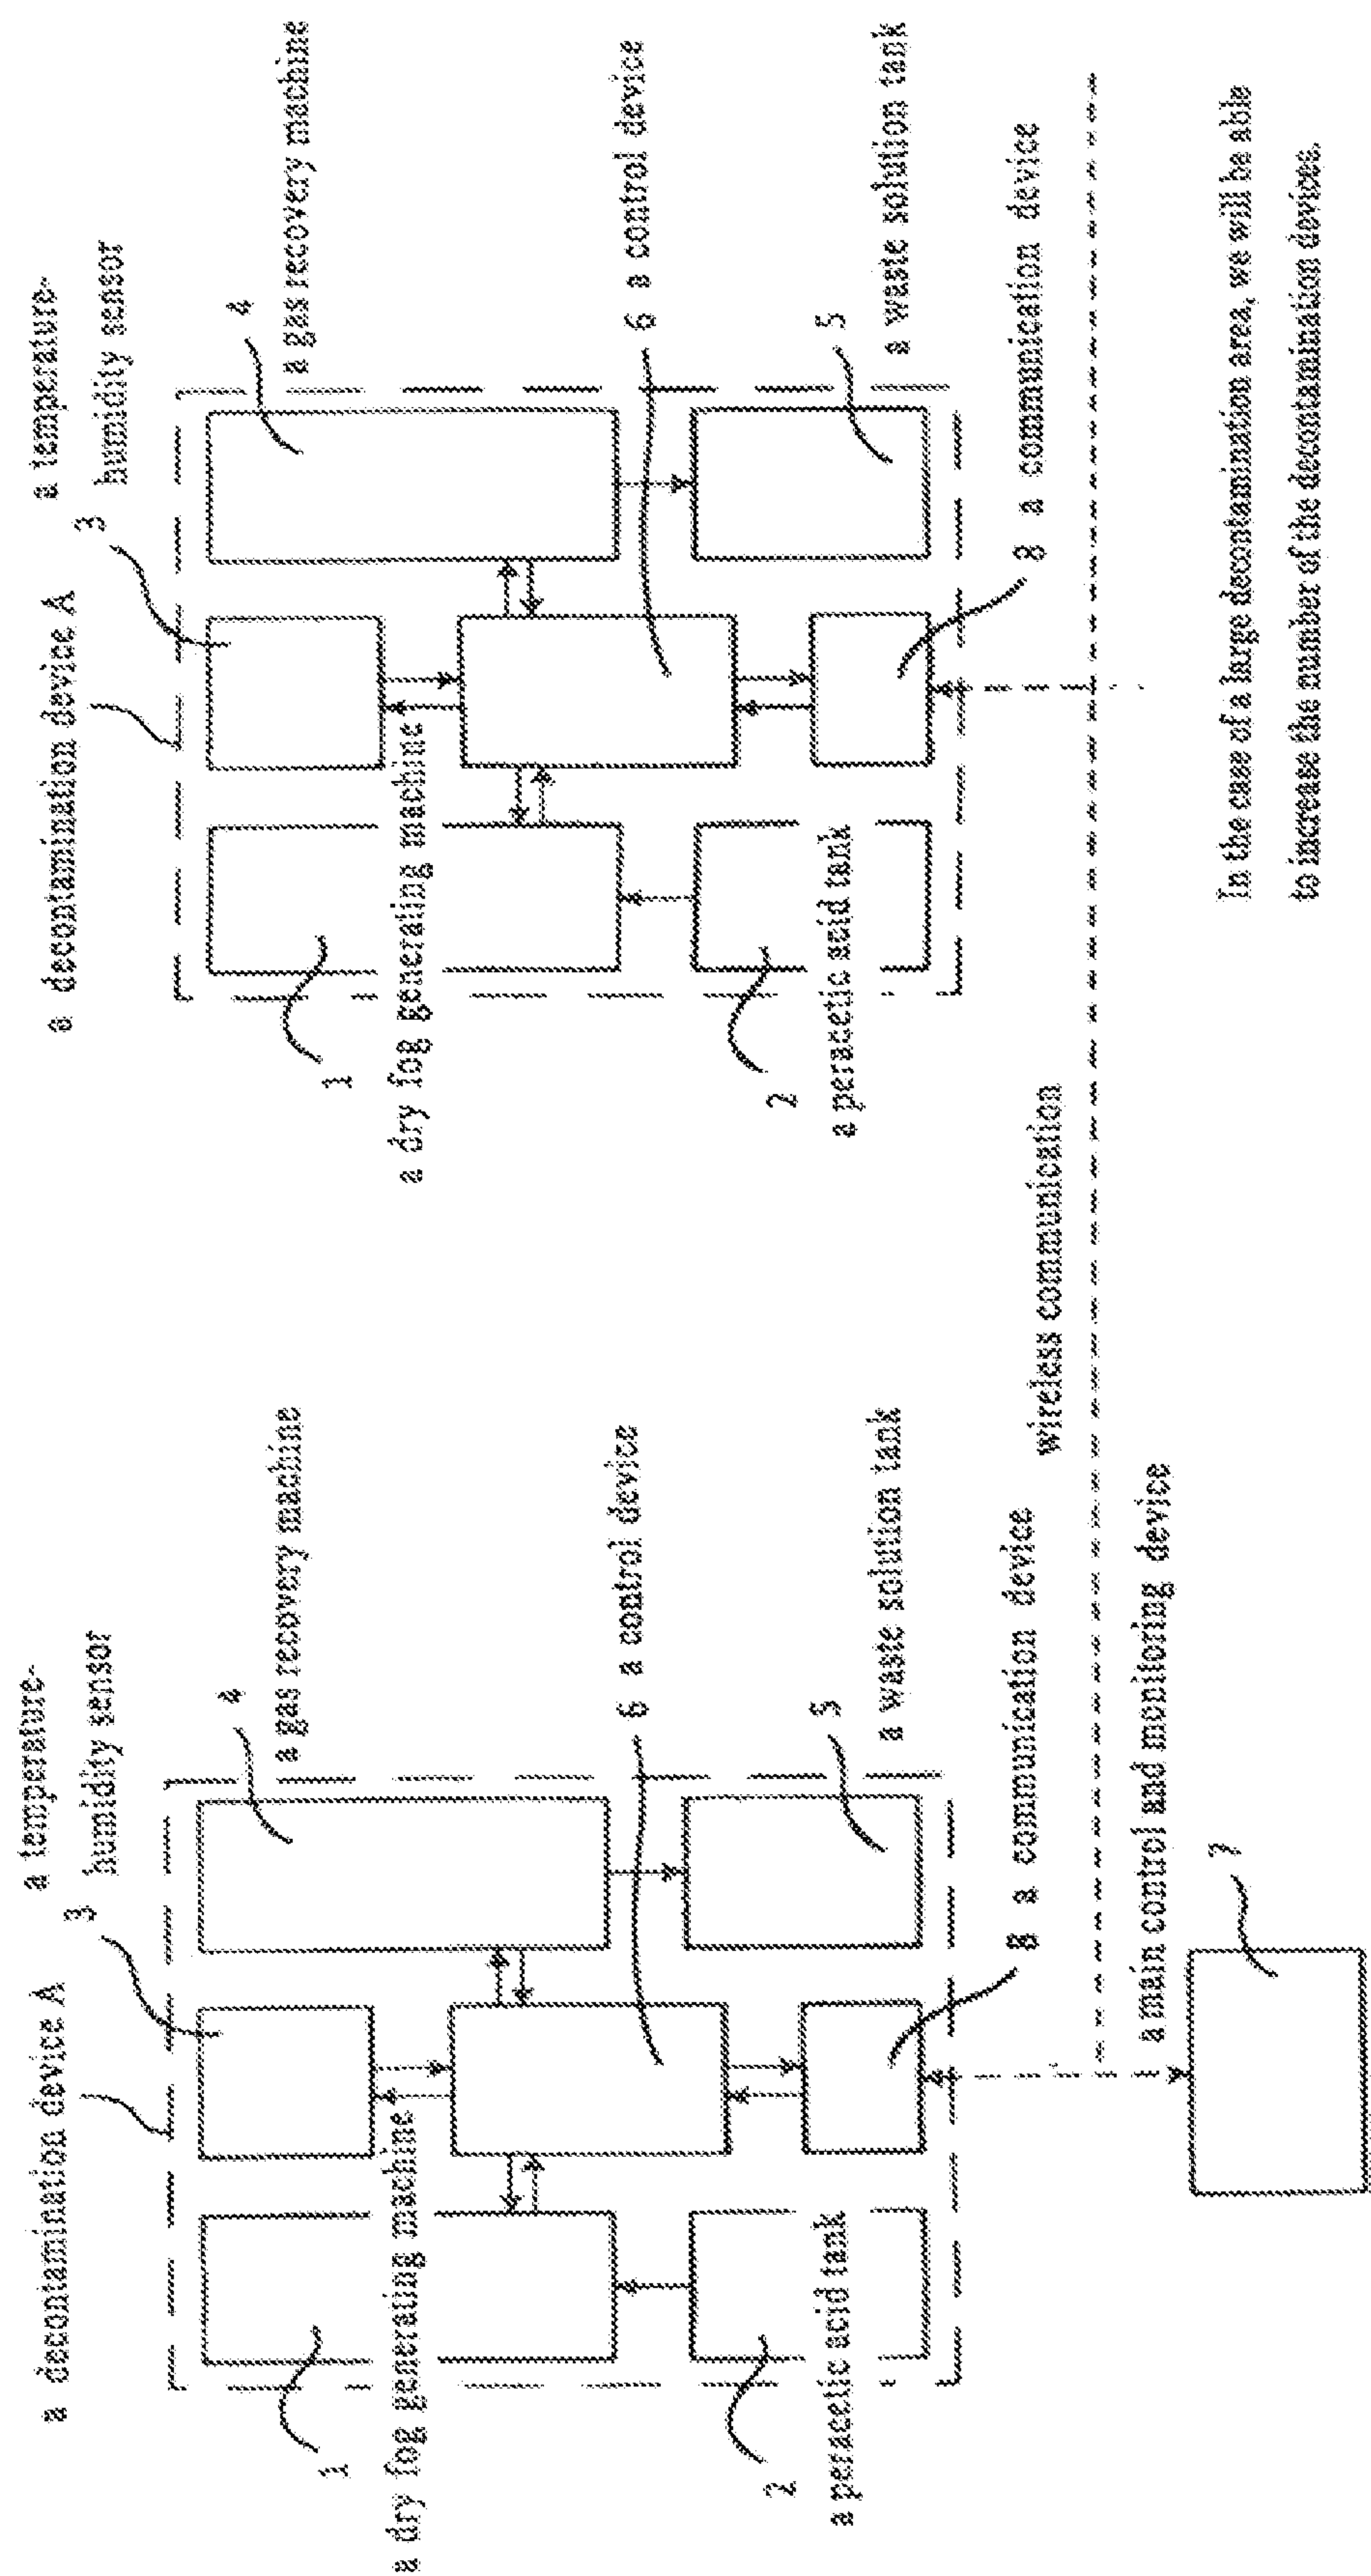 a decontamination device A
a temperature-
humidity sensor
3
4
a gas recovery machine
1
a dry fog generating machine
6 a control device
2
a peracetic acid tank
5
a waste solution tank
8 a communication device
a decontamination device A
a temperature-
humidity sensor
3
4
a gas recovery machine
1
a dry fog generating machine
6 a control device
2
a peracetic acid tank
5
a waste solution tank
8 a communication device
wireless communication
a main control and monitoring device
7
In the case of a large decontamination area, we will be able
to increase the number of the decontamination devices.